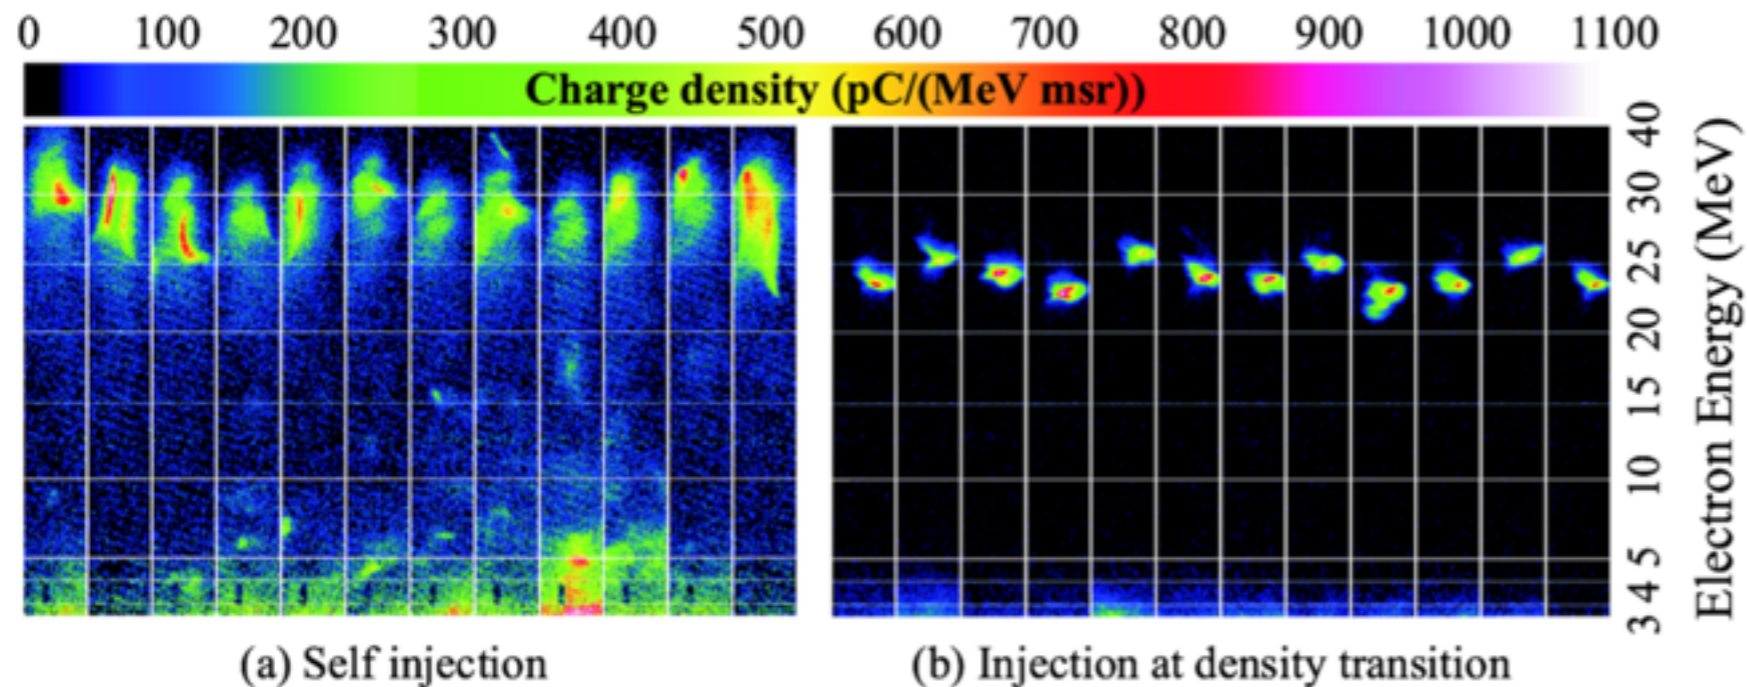 0 100 200 300 400 500 600 700 800 900 1000 1100
Charge density (pC/(MeV msr))
40
30
25
20
15
10
5
4
3
Electron Energy (MeV)
(a) Self injection
(b) Injection at density transition